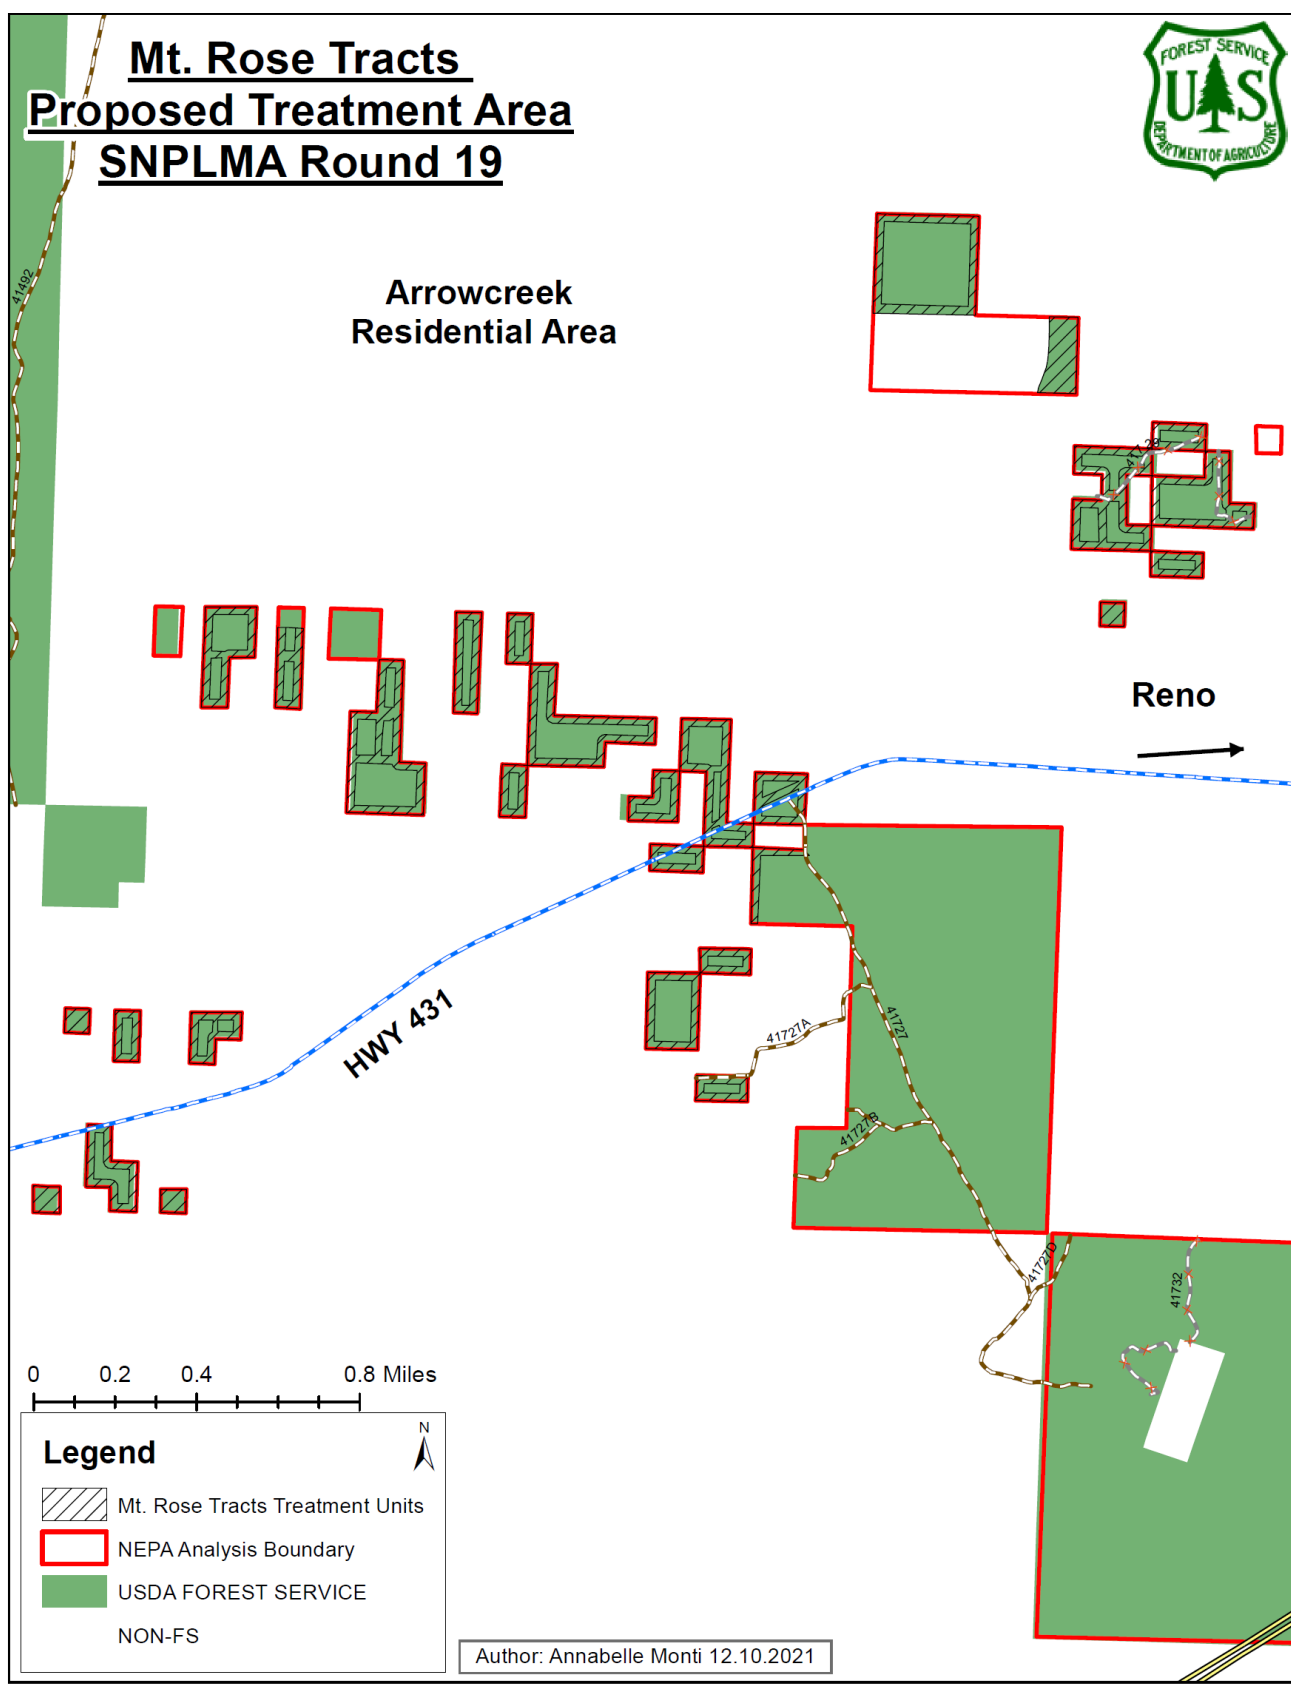 Mt. Rose Tracts
Proposed Treatment Area
SNPLMA Round 19
FOREST SERVICE
U S
DEPARTMENT OF AGRICULTURE
41492
Arrowcreek
Residential Area
41729
Reno
HWY 431
41727A
41727
41727B
41727D
41732
0 0.2 0.4 0.8 Miles
N
Legend
Mt. Rose Tracts Treatment Units
NEPA Analysis Boundary
USDA FOREST SERVICE
NON-FS
Author: Annabelle Monti 12.10.2021